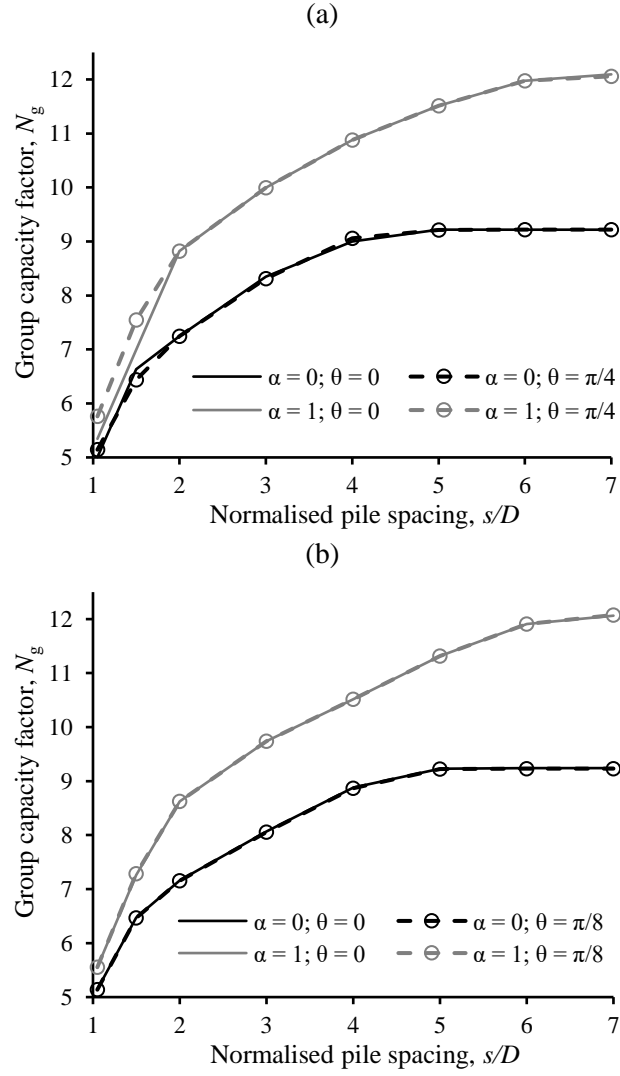 (a)
Group capacity factor, Ng
12
11
10
9
8
7
6
5
α = 0; θ = 0
α = 0; θ = π/4
α = 1; θ = 0
α = 1; θ = π/4
1 2 3 4 5 6 7
Normalised pile spacing, s/D
(b)
Group capacity factor, Ng
12
11
10
9
8
7
6
5
α = 0; θ = 0
α = 0; θ = π/8
α = 1; θ = 0
α = 1; θ = π/8
1 2 3 4 5 6 7
Normalised pile spacing, s/D